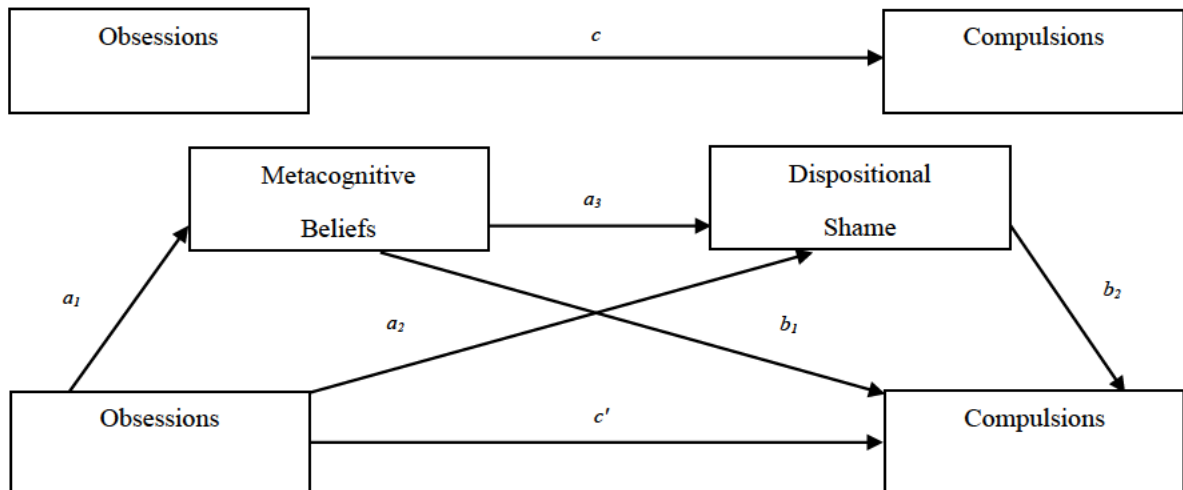 Obsessions
c
Compulsions
Metacognitive
Beliefs
a3
Dispositional
Shame
a1
a2
b1
b2
Obsessions
c'
Compulsions